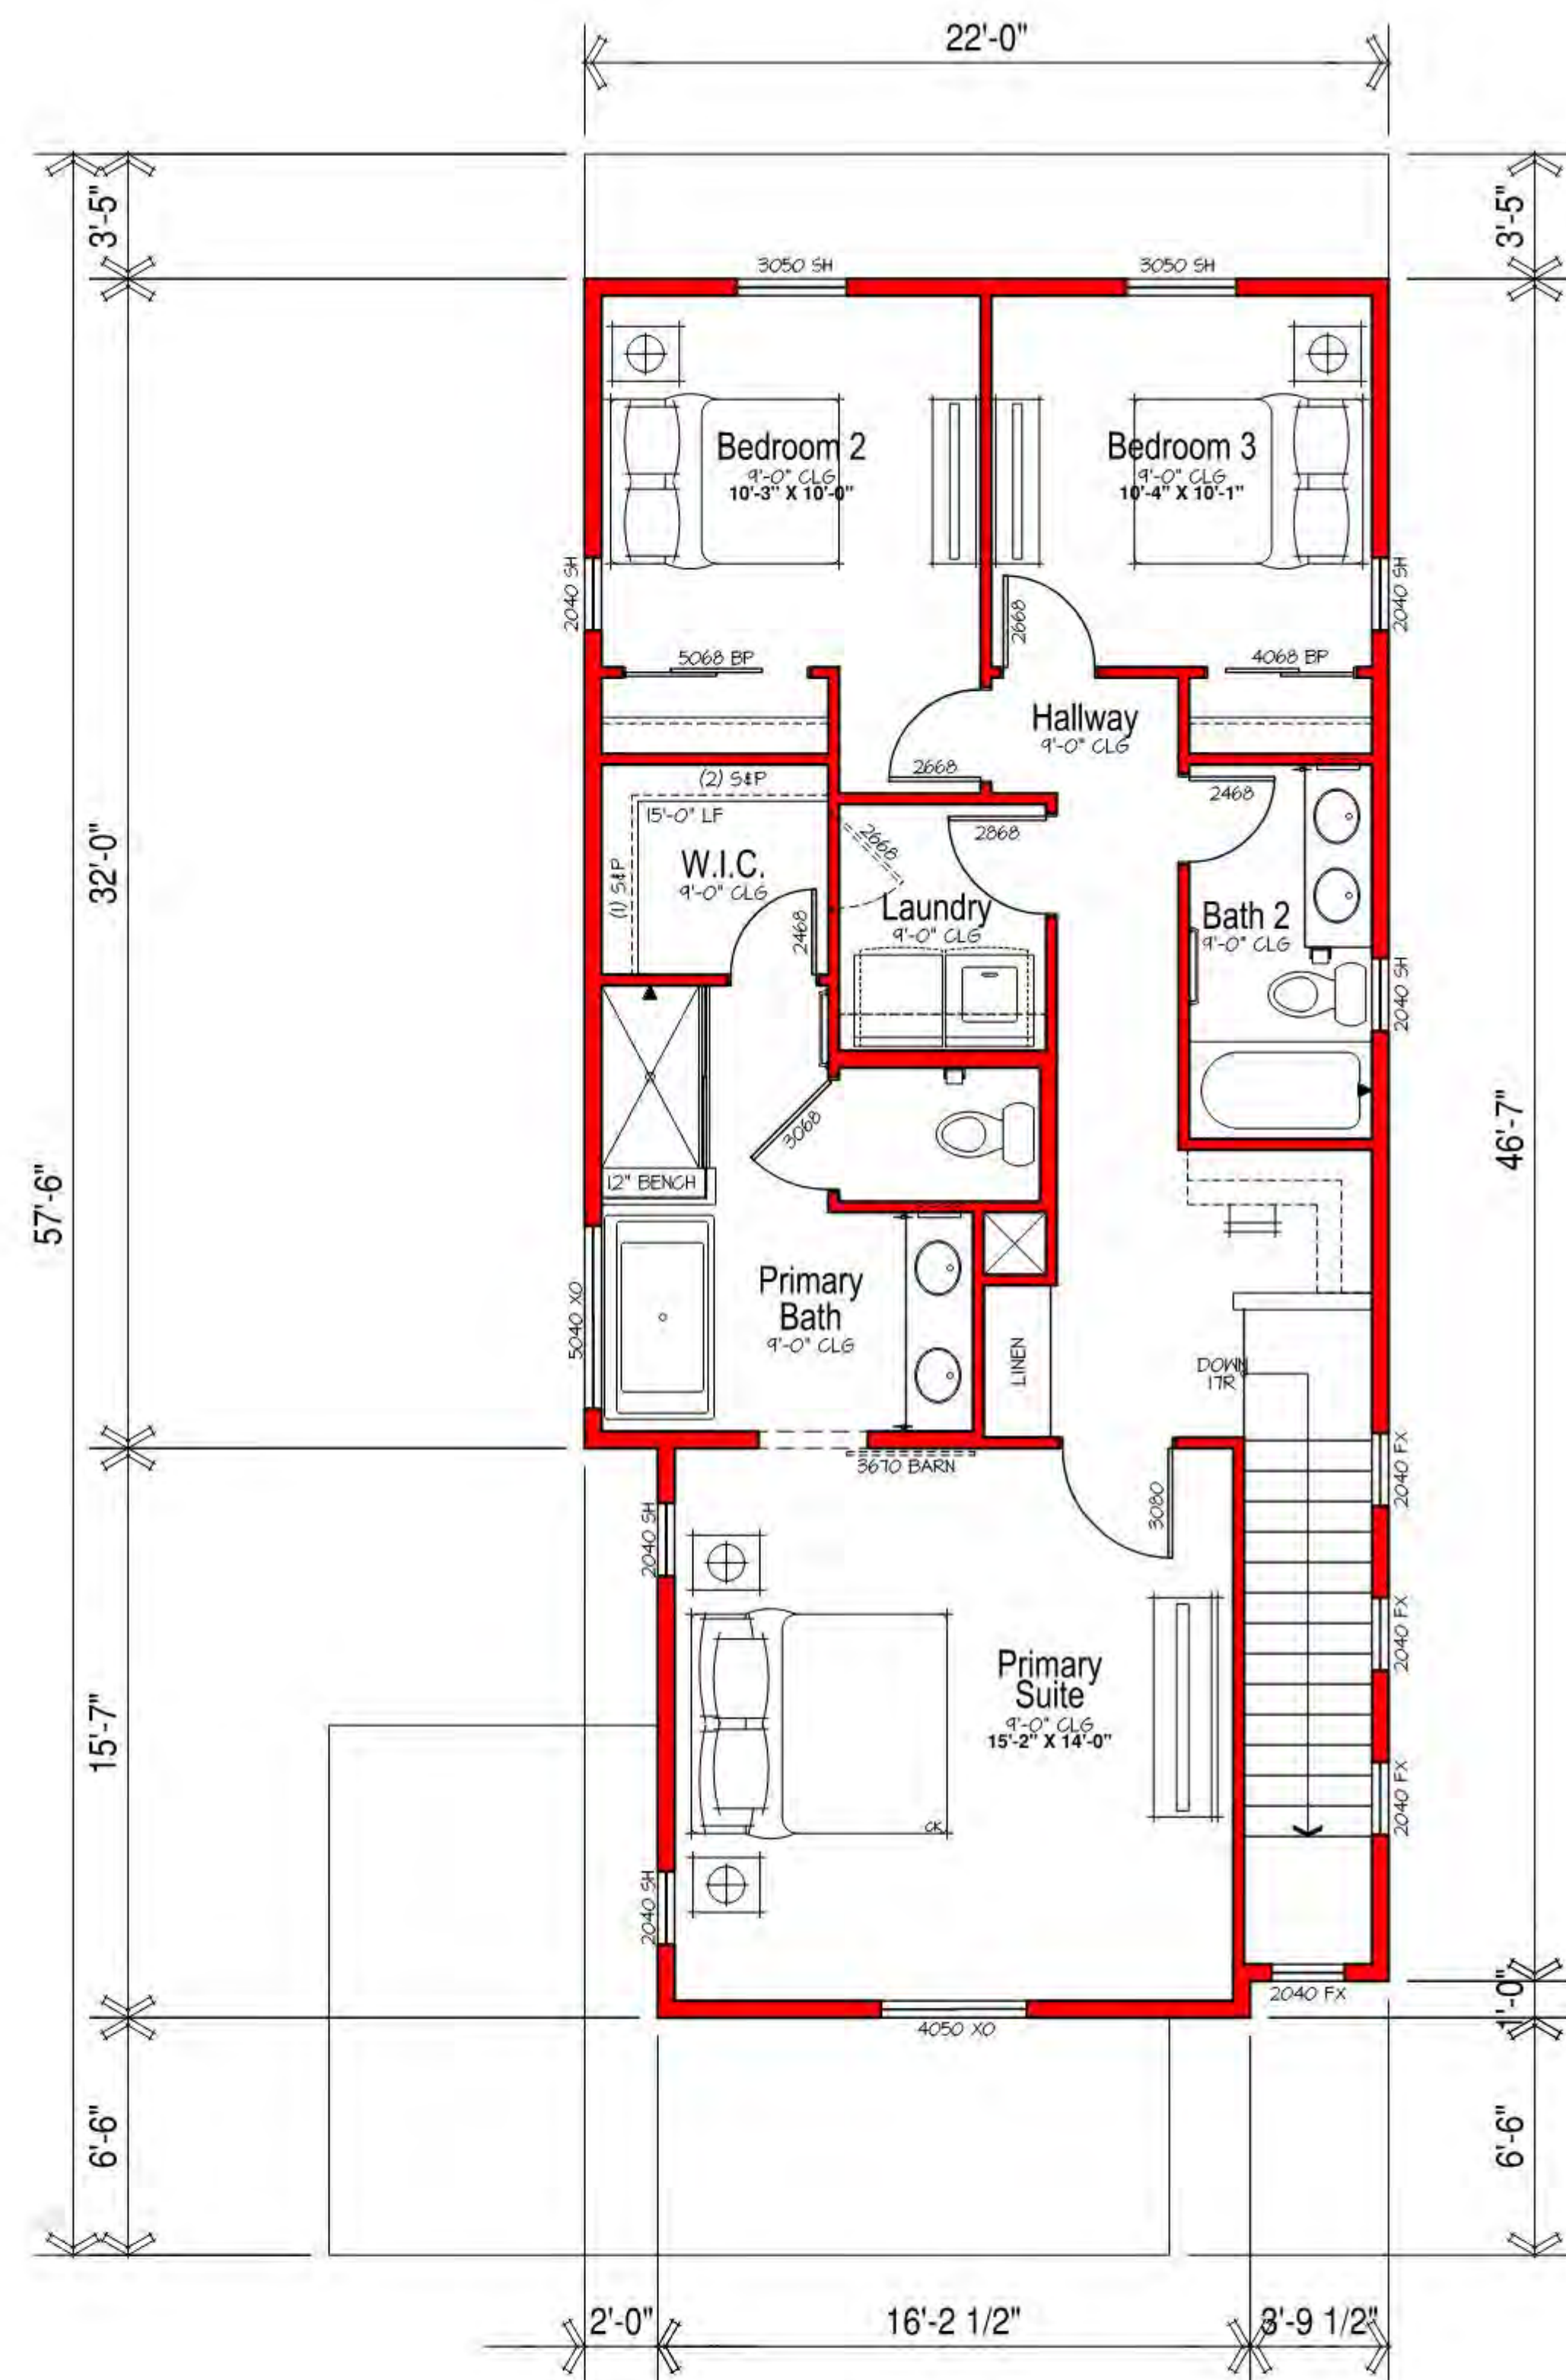 22'-0"
3'-5"
3'-5"
3050 SH
3050 SH
Bedroom 2
9'-0" CLG
10'-3" X 10'-0"
Bedroom 3
9'-0" CLG
10'-4" X 10'-1"
2040 SH
2040 SH
2668
5068 BP
4068 BP
Hallway
9'-0" CLG
2668
(2) S&P
15'-0" LF
2468
2668
2868
32'-0"
W.I.C.
9'-0" CLG
(1) S&P
2468
Laundry
9'-0" CLG
Bath 2
9'-0" CLG
2040 SH
3068
46'-7"
57'-6"
12" BENCH
Primary
Bath
9'-0" CLG
5040 XO
LINEN
DOWN
17R
3670 BARN
3080
2040 FX
2040 SH
2040 FX
Primary
Suite
9'-0" CLG
15'-2" X 14'-0"
15'-7"
CK
2040 FX
2040 SH
2040 FX
1'-0"
4050 XO
6'-6"
6'-6"
2'-0"
16'-2 1/2"
3'-9 1/2"